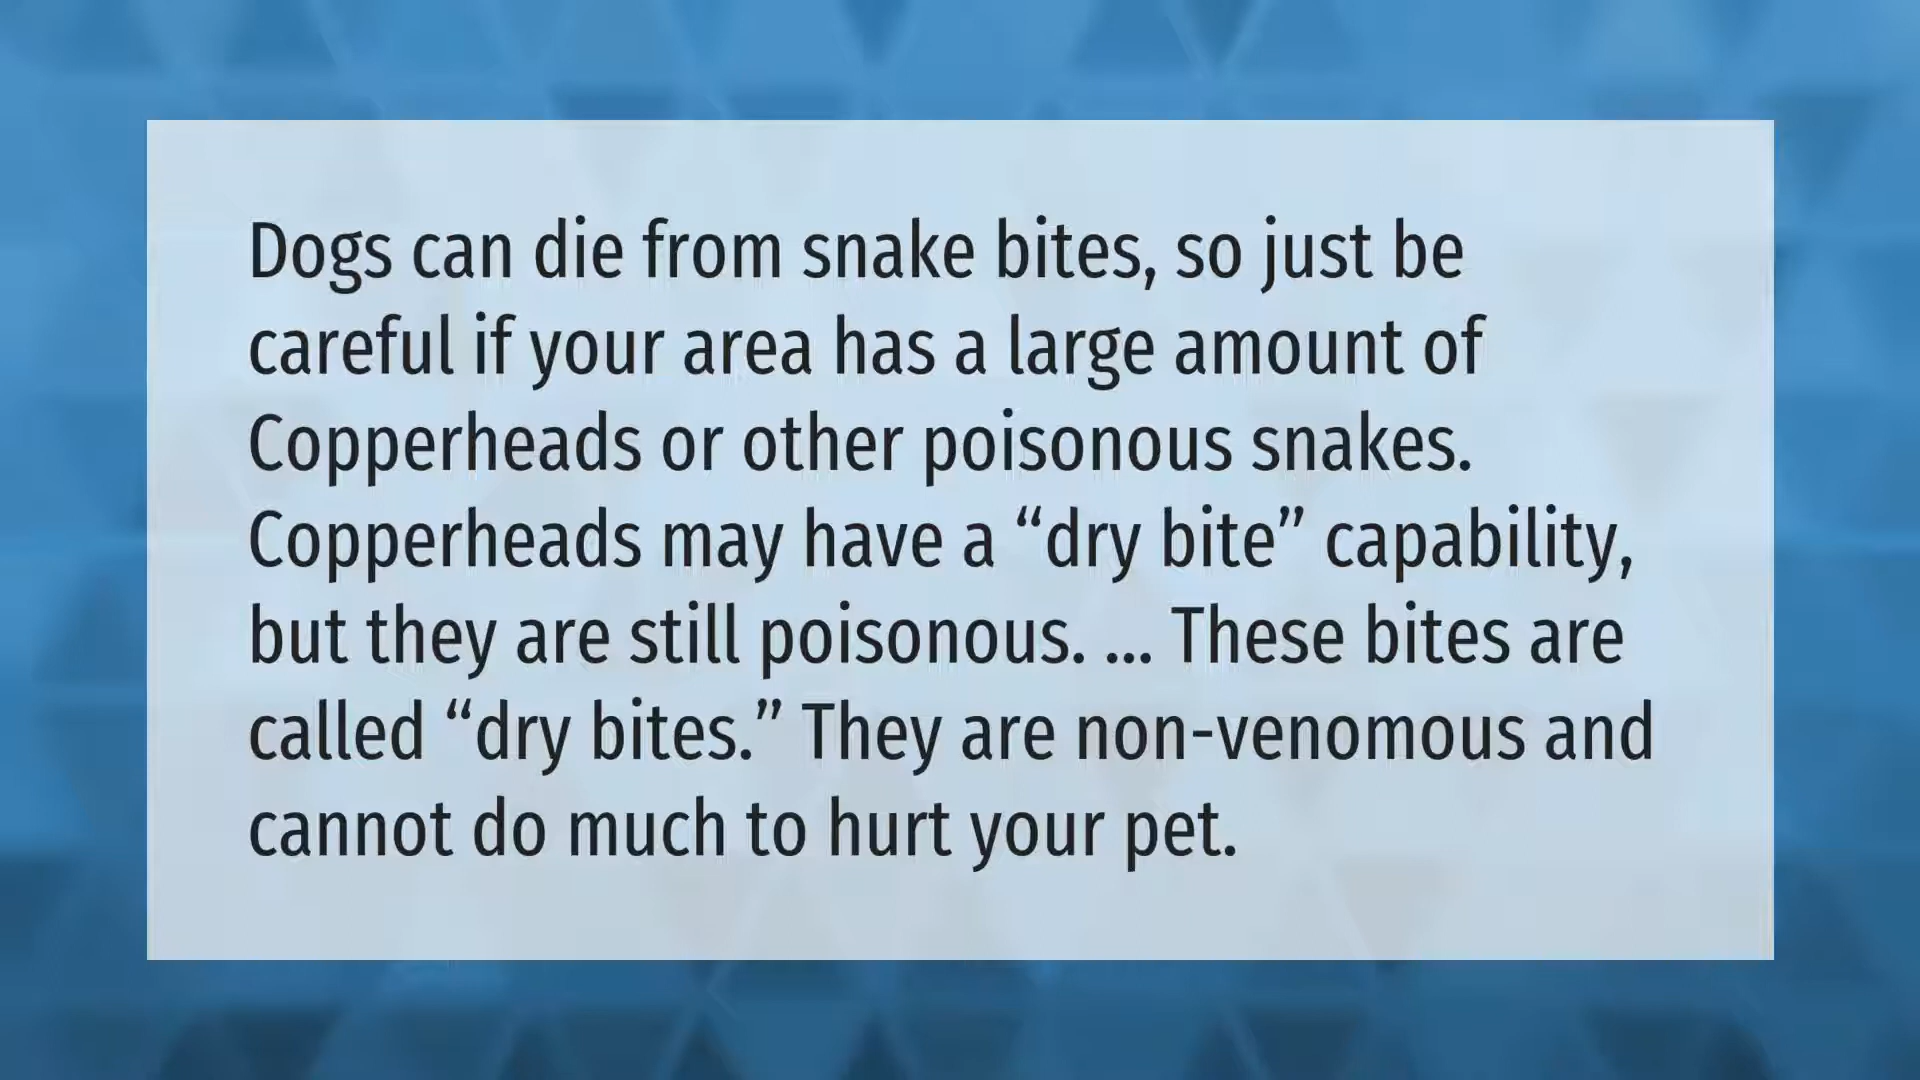 Dogs can die from snake bites, so just be
careful if your area has a large amount of
Copperheads or other poisonous snakes.
Copperheads may have a “dry bite” capability,
but they are still poisonous. ... These bites are
called “dry bites.” They are non-venomous and
cannot do much to hurt your pet.